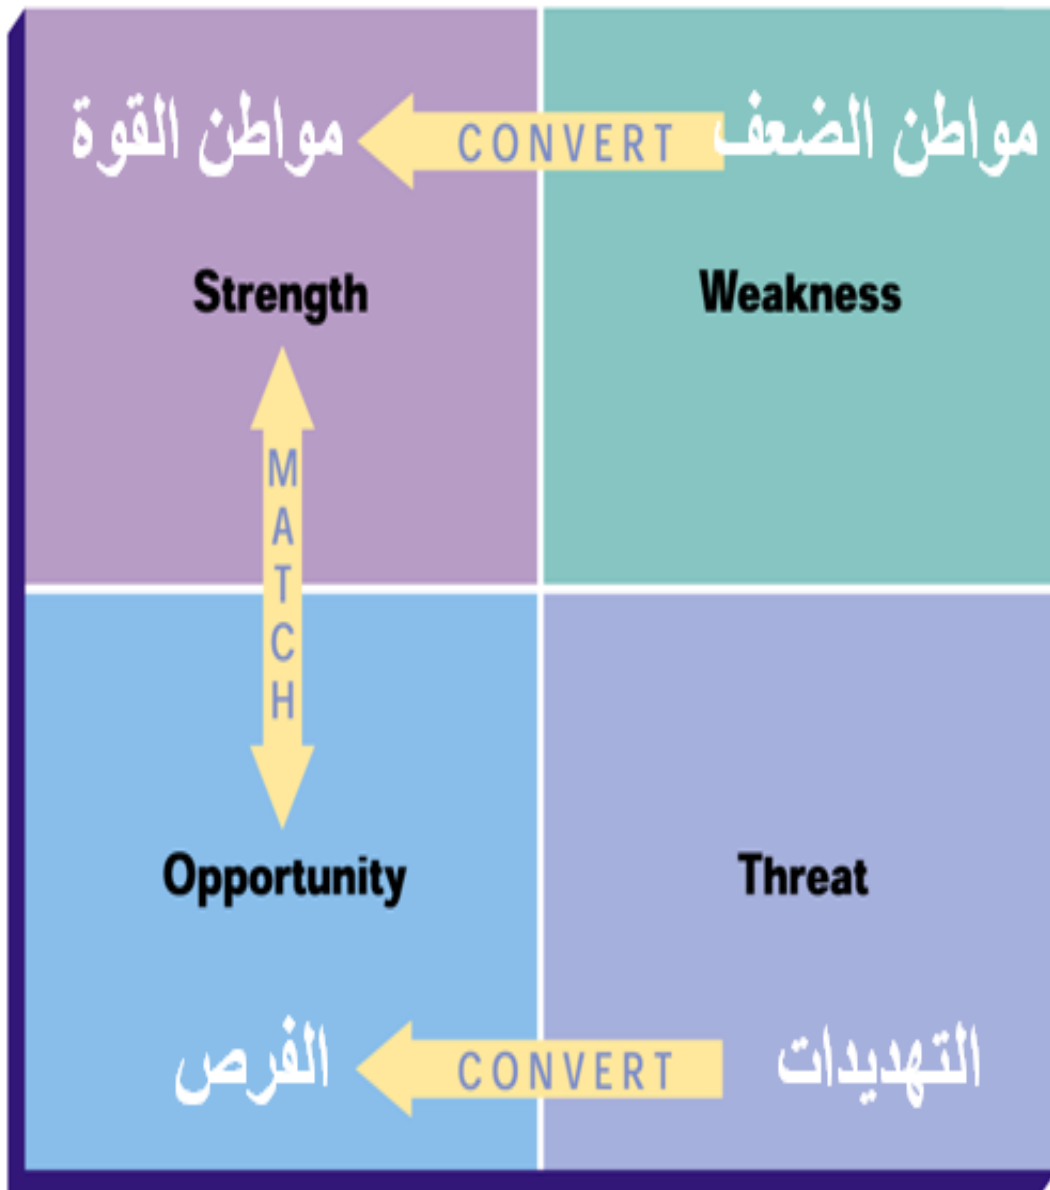 مواطن القوة
CONVERT
مواطن الضعف
Strength
Weakness
MATCH
Opportunity
Threat
الفرص
CONVERT
التهديدات